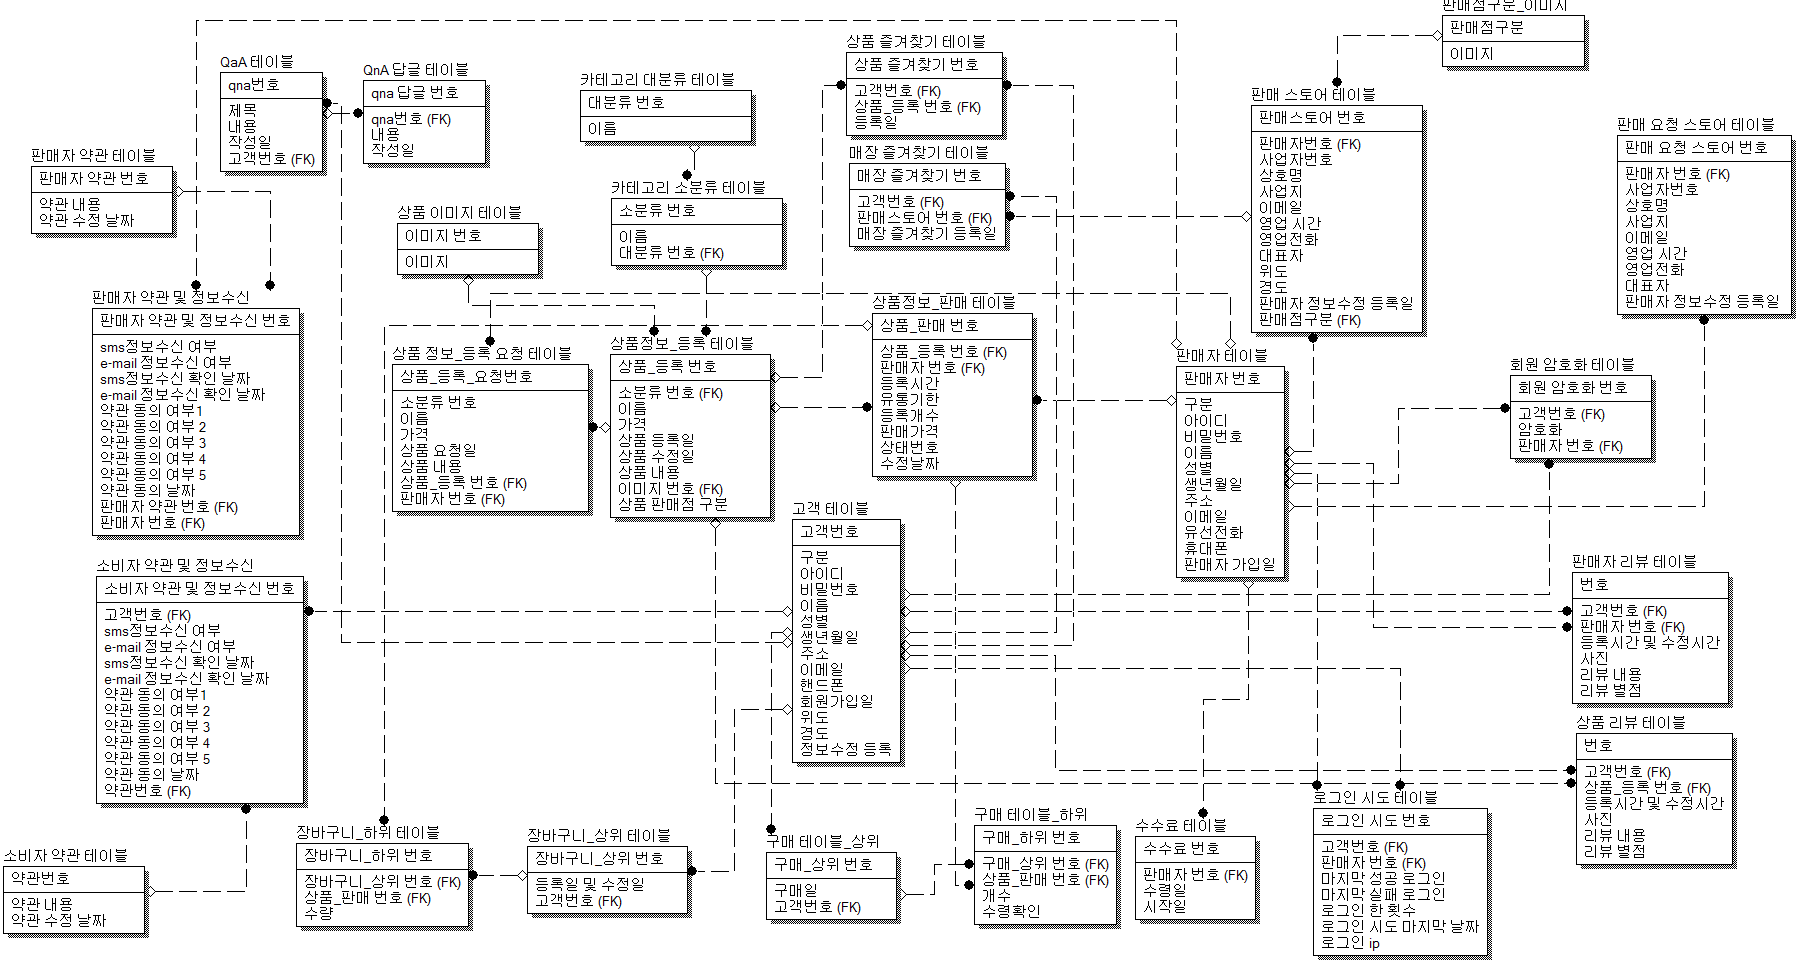 판매점구분_이미지
판매점구분
이미지
상품 즐겨찾기 테이블
상품 즐겨찾기 번호
고객번호 (FK)
상품_등록 번호 (FK)
등록일
QaA 테이블
qna번호
제목
내용
작성일
고객번호 (FK)
QnA 답글 테이블
qna 답글 번호
qna번호 (FK)
내용
작성일
카테고리 대분류 테이블
대분류 번호
이름
판매 스토어 테이블
판매스토어 번호
판매자번호 (FK)
사업자번호
상호명
사업지
이메일
영업 시간
영업전화
대표자
위도
경도
판매자 정보수정 등록일
판매점구분 (FK)
판매 요청 스토어 테이블
판매 요청 스토어 번호
판매자 번호 (FK)
사업자번호
상호명
사업지
이메일
영업 시간
영업전화
대표자
판매자 정보수정 등록일
판매자 약관 테이블
판매자 약관 번호
약관 내용
약관 수정 날짜
매장 즐겨찾기 테이블
매장 즐겨찾기 번호
고객번호 (FK)
판매스토어 번호 (FK)
매장 즐겨찾기 등록일
카테고리 소분류 테이블
소분류 번호
이름
대분류 번호 (FK)
상품 이미지 테이블
이미지 번호
이미지
판매자 약관 및 정보수신
판매자 약관 및 정보수신 번호
sms정보수신 여부
e-mail 정보수신 여부
sms정보수신 확인 날짜
e-mail 정보수신 확인 날짜
약관 동의 여부1
약관 동의 여부 2
약관 동의 여부 3
약관 동의 여부 4
약관 동의 여부 5
약관 동의 날짜
판매자 약관 번호 (FK)
판매자 번호 (FK)
상품 정보_등록 요청 테이블
상품_등록_요청번호
소분류 번호
이름
가격
상품 요청일
상품 내용
상품_등록 번호 (FK)
판매자 번호 (FK)
상품정보_등록 테이블
상품_등록 번호
소분류 번호 (FK)
이름
가격
상품 등록일
상품 수정일
상품 내용
이미지 번호 (FK)
상품 판매점 구분
상품정보_판매 테이블
상품_판매 번호
상품_등록 번호 (FK)
판매자 번호 (FK)
등록시간
유통기한
등록개수
판매가격
상태번호
수정날짜
판매자 테이블
판매자 번호
구분
아이디
비밀번호
이름
성별
생년월일
주소
이메일
유선전화
휴대폰
판매자 가입일
회원 암호화 테이블
회원 암호화 번호
고객번호 (FK)
암호화
판매자 번호 (FK)
고객 테이블
고객번호
구분
아이디
비밀번호
이름
성별
생년월일
주소
이메일
핸드폰
회원가입일
위도
경도
정보수정 등록
소비자 약관 및 정보수신
소비자 약관 및 정보수신 번호
고객번호 (FK)
sms정보수신 여부
e-mail 정보수신 여부
sms정보수신 확인 날짜
e-mail 정보수신 확인 날짜
약관 동의 여부1
약관 동의 여부 2
약관 동의 여부 3
약관 동의 여부 4
약관 동의 여부 5
약관 동의 날짜
약관번호 (FK)
판매자 리뷰 테이블
번호
고객번호 (FK)
판매자 번호 (FK)
등록시간 및 수정시간
사진
리뷰 내용
리뷰 별점
상품 리뷰 테이블
번호
고객번호 (FK)
상품_등록 번호 (FK)
등록시간 및 수정시간
사진
리뷰 내용
리뷰 별점
소비자 약관 테이블
약관번호
약관 내용
약관 수정 날짜
장바구니_하위 테이블
장바구니_하위 번호
장바구니_상위 번호 (FK)
상품_판매 번호 (FK)
수량
장바구니_상위 테이블
장바구니_상위 번호
등록일 및 수정일
고객번호 (FK)
구매 테이블_상위
구매_상위 번호
구매일
고객번호 (FK)
구매 테이블_하위
구매_하위 번호
구매_상위 번호 (FK)
상품_판매 번호 (FK)
개수
수령확인
수수료 테이블
수수료 번호
판매자 번호 (FK)
수령일
시작일
로그인 시도 테이블
로그인 시도 번호
고객번호 (FK)
판매자 번호 (FK)
마지막 성공 로그인
마지막 실패 로그인
로그인 한 횟수
로그인 시도 마지막 날짜
로그인 ip